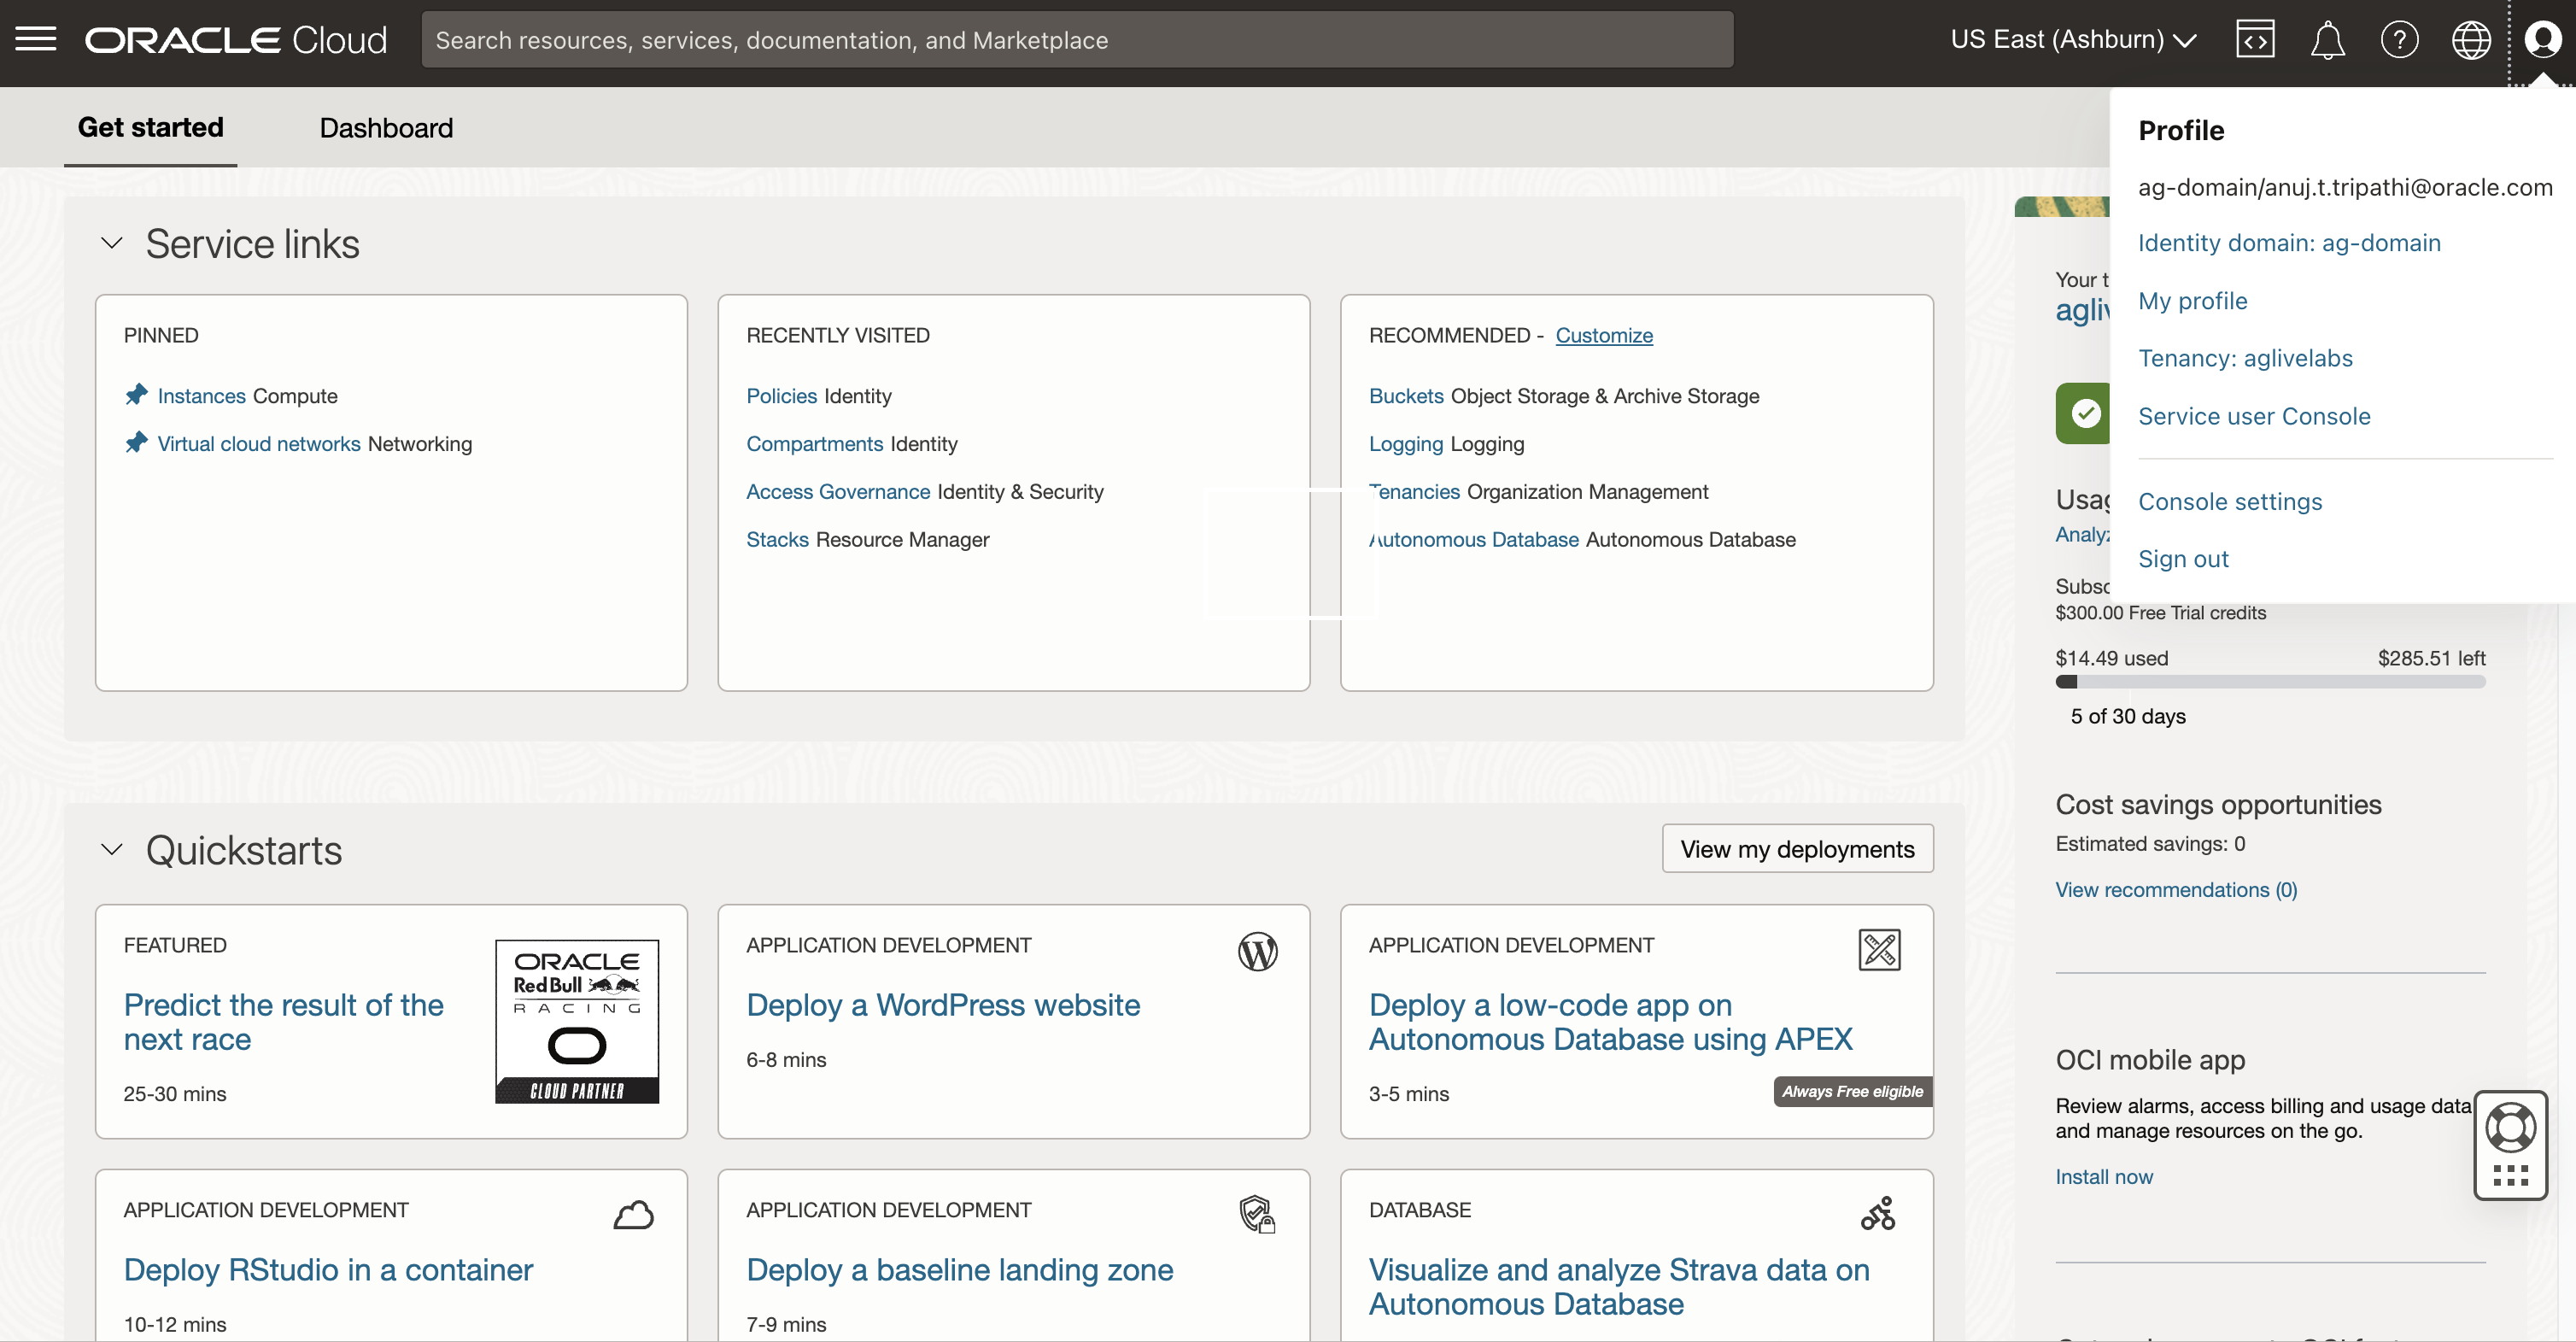 ORACLE Cloud
Search resources, services, documentation, and Marketplace
US East (Ashburn)
Get started
Dashboard
Profile
ag-domain/anuj.t.tripathi@oracle.com
Identity domain: ag-domain
My profile
Tenancy: aglivelabs
Service user Console
Console settings
Sign out
Service links
PINNED
Instances Compute
Virtual cloud networks Networking
RECENTLY VISITED
Policies Identity
Compartments Identity
Access Governance Identity & Security
Stacks Resource Manager
RECOMMENDED - Customize
Buckets Object Storage & Archive Storage
Logging Logging
Tenancies Organization Management
Autonomous Database Autonomous Database
Your
$300.00 Free Trial credits
$14.49 used
$285.51 left
5 of 30 days
Cost savings opportunities
Estimated savings: 0
View recommendations (0)
OCI mobile app
Review alarms, access billing and usage data
and manage resources on the go.
Install now
Quickstarts
View my deployments
FEATURED
Predict the result of the
next race
25-30 mins
ORACLE
Red Bull
RACING
CLOUD PARTNER
APPLICATION DEVELOPMENT
Deploy a WordPress website
6-8 mins
APPLICATION DEVELOPMENT
Deploy a low-code app on
Autonomous Database using APEX
3-5 mins
Always Free eligible
APPLICATION DEVELOPMENT
Deploy RStudio in a container
10-12 mins
APPLICATION DEVELOPMENT
Deploy a baseline landing zone
7-9 mins
DATABASE
Visualize and analyze Strava data on
Autonomous Database